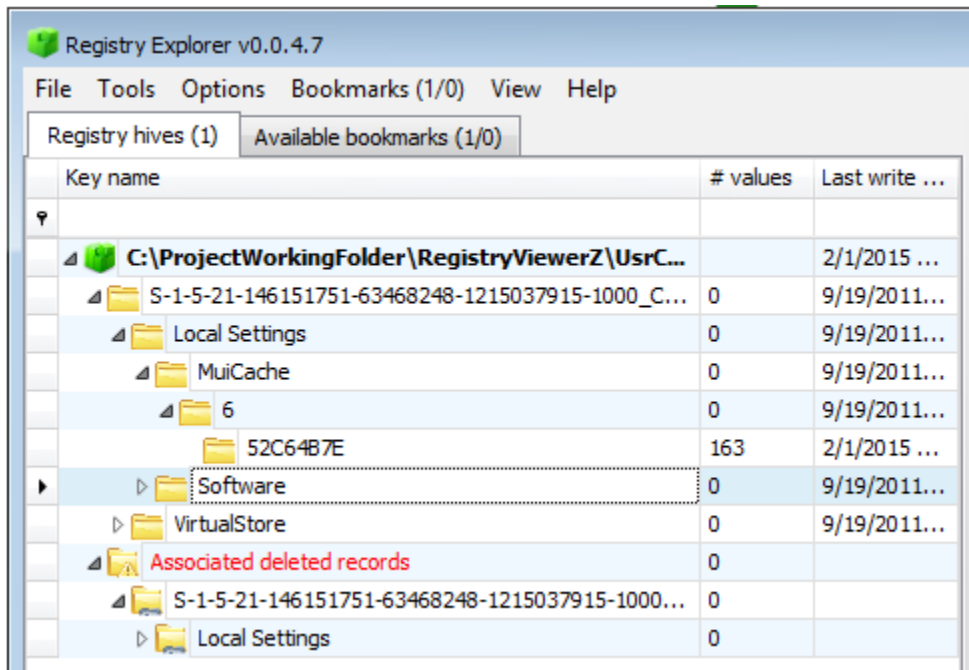 Registry Explorer v0.0.4.7
File Tools Options Bookmarks (1/0) View Help
Registry hives (1) Available bookmarks (1/0)
Key name # values Last write ...
C:\ProjectWorkingFolder\RegistryViewerZ\UsrC... 2/1/2015 ...
S-1-5-21-146151751-63468248-1215037915-1000_C... 0 9/19/2011...
Local Settings 0 9/19/2011...
MuiCache 0 9/19/2011...
6 0 9/19/2011...
52C64B7E 163 2/1/2015 ...
Software 0 9/19/2011...
VirtualStore 0 9/19/2011...
Associated deleted records 0
S-1-5-21-146151751-63468248-1215037915-1000... 0
Local Settings 0